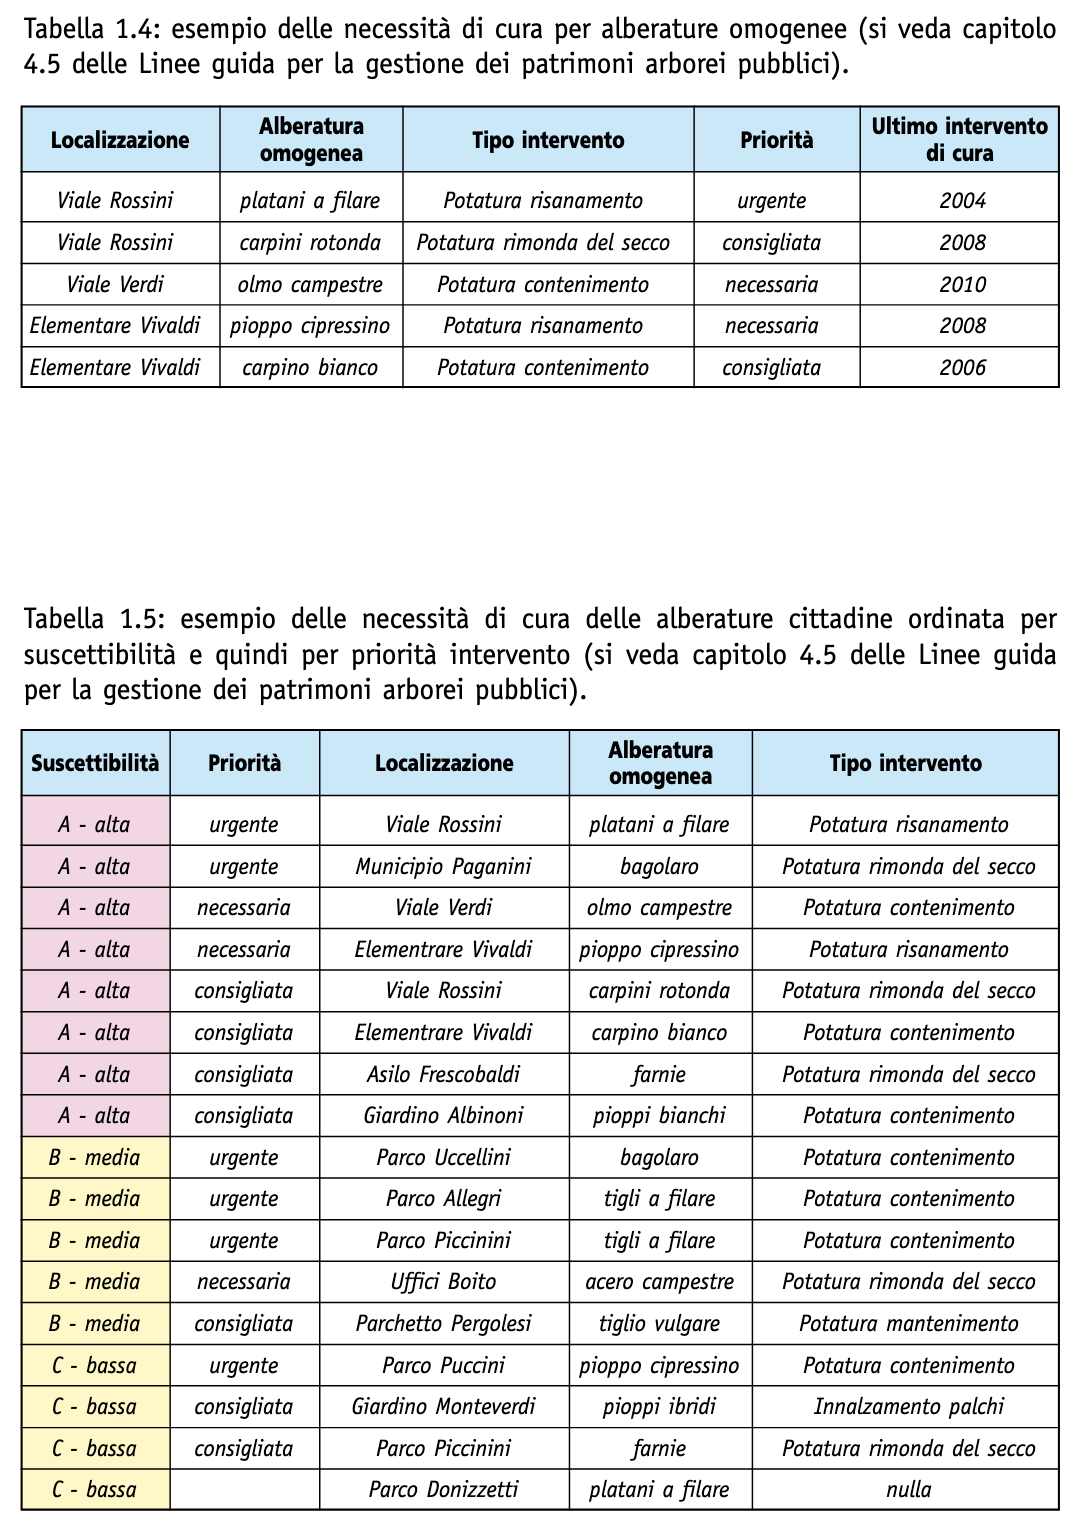 Tabella 1.4: esempio delle necessità di cura per alberature omogenee (si veda capitolo
4.5 delle Linee guida per la gestione dei patrimoni arborei pubblici).
Localizzazione Alberatura omogenea Tipo intervento Priorità Ultimo intervento di cura
Viale Rossini platani a filare Potatura risanamento urgente 2004
Viale Rossini carpini rotonda Potatura rimonda del secco consigliata 2008
Viale Verdi olmo campestre Potatura contenimento necessaria 2010
Elementare Vivaldi pioppo cipressino Potatura risanamento necessaria 2008
Elementare Vivaldi carpino bianco Potatura contenimento consigliata 2006
Tabella 1.5: esempio delle necessità di cura delle alberature cittadine ordinata per
suscettibilità e quindi per priorità intervento (si veda capitolo 4.5 delle Linee guida
per la gestione dei patrimoni arborei pubblici).
Suscettibilità Priorità Localizzazione Alberatura omogenea Tipo intervento
A - alta urgente Viale Rossini platani a filare Potatura risanamento
A - alta urgente Municipio Paganini bagolaro Potatura rimonda del secco
A - alta necessaria Viale Verdi olmo campestre Potatura contenimento
A - alta necessaria Elementrare Vivaldi pioppo cipressino Potatura risanamento
A - alta consigliata Viale Rossini carpini rotonda Potatura rimonda del secco
A - alta consigliata Elementrare Vivaldi carpino bianco Potatura contenimento
A - alta consigliata Asilo Frescobaldi farnie Potatura rimonda del secco
A - alta consigliata Giardino Albinoni pioppi bianchi Potatura contenimento
B - media urgente Parco Uccellini bagolaro Potatura contenimento
B - media urgente Parco Allegri tigli a filare Potatura contenimento
B - media urgente Parco Piccinini tigli a filare Potatura contenimento
B - media necessaria Uffici Boito acero campestre Potatura rimonda del secco
B - media consigliata Parchetto Pergolesi tiglio vulgare Potatura mantenimento
C - bassa urgente Parco Puccini pioppo cipressino Potatura contenimento
C - bassa consigliata Giardino Monteverdi pioppi ibridi Innalzamento palchi
C - bassa consigliata Parco Piccinini farnie Potatura rimonda del secco
C - bassa Parco Donizzetti platani a filare nulla